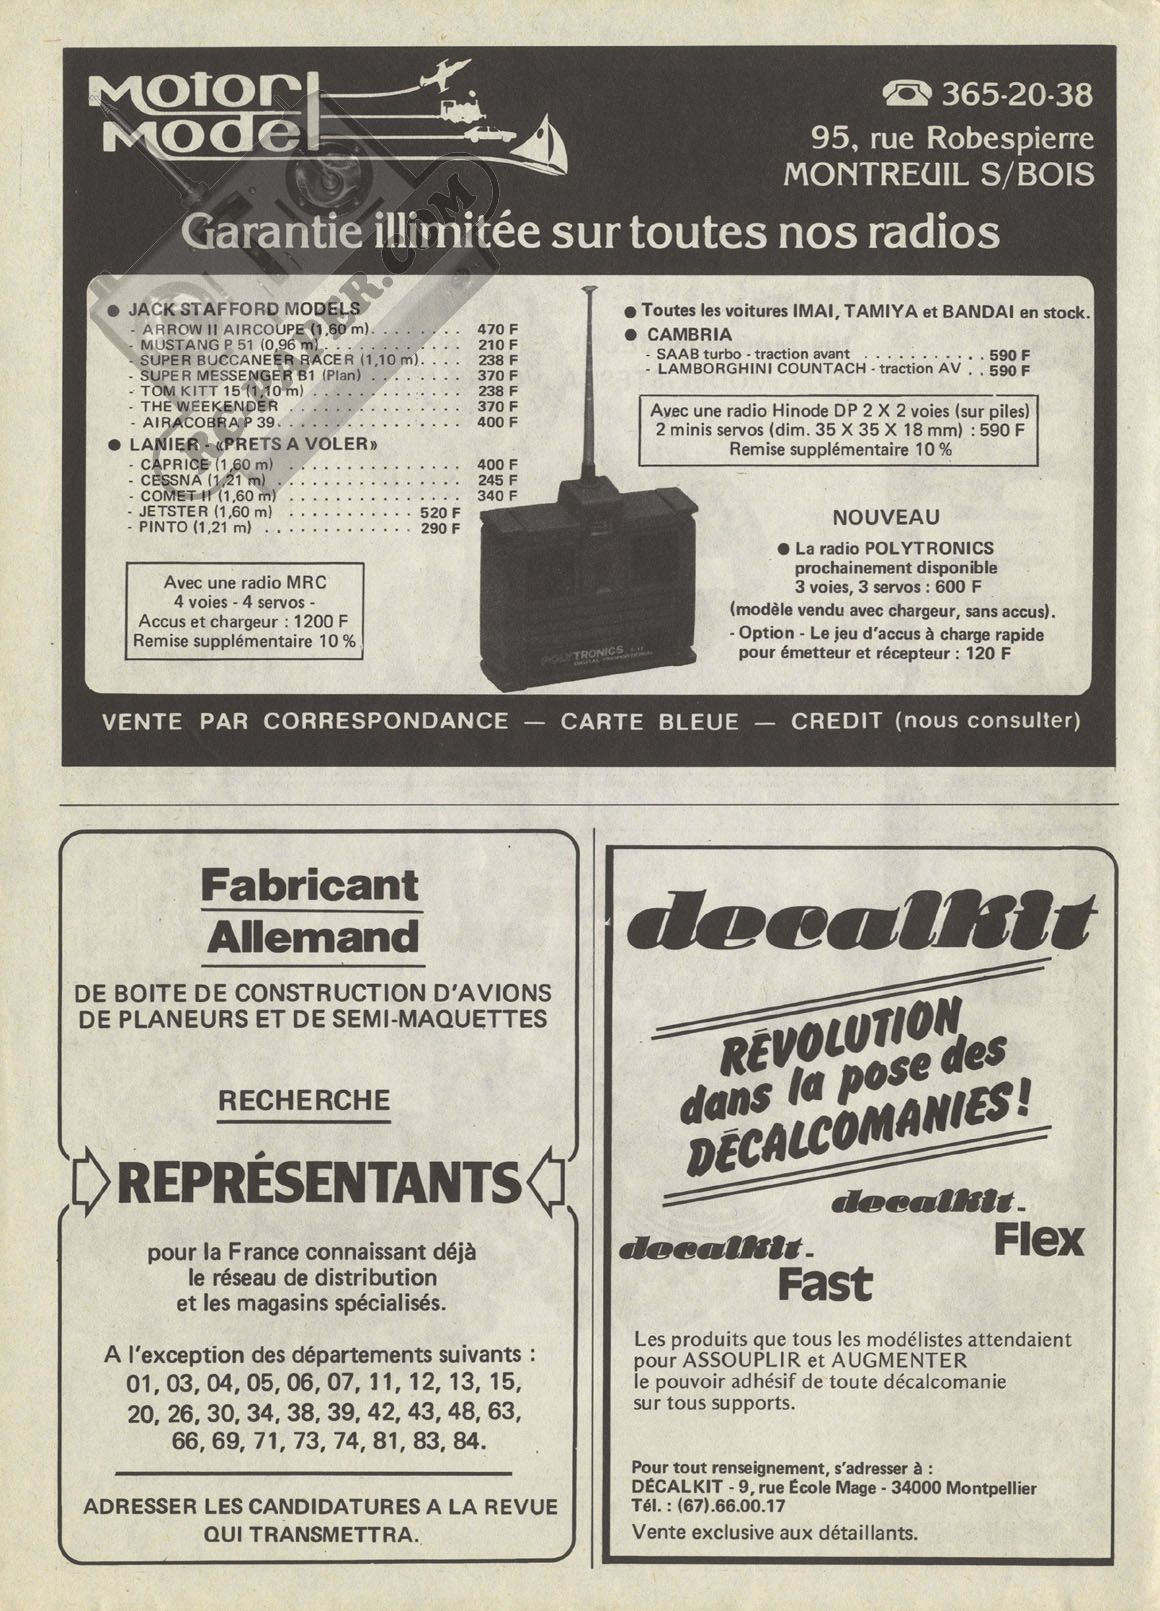 Motor Model
365-20-38
95, rue Robespierre
MONTREUIL S/BOIS
Garantie illimitée sur toutes nos radios
● JACK STAFFORD MODELS
- ARROW II AIRCOUPE (1,60 m) . . . . . . . . 470 F
- MUSTANG P 51 (0,96 m) . . . . . . . . . . . . 210 F
- SUPER BUCCANEER RACER (1,10 m) . . . . 238 F
- SUPER MESSENGER B1 (Plan) . . . . . . . . 370 F
- TOM KITT 15 (1,10 m) . . . . . . . . . . . . . 238 F
- THE WEEKENDER . . . . . . . . . . . . . . . . 370 F
- AIRACOBRA P 39 . . . . . . . . . . . . . . . . 400 F
● LANIER - «PRETS A VOLER»
- CAPRICE (1,60 m) . . . . . . . . . . . . . . . 400 F
- CESSNA (1,21 m) . . . . . . . . . . . . . . . . 245 F
- COMET II (1,60 m) . . . . . . . . . . . . . . . 340 F
- JETSTER (1,60 m) . . . . . . . . . . . . 520 F
- PINTO (1,21 m) . . . . . . . . . . . . 290 F
Avec une radio MRC
4 voies - 4 servos -
Accus et chargeur : 1200 F
Remise supplémentaire 10 %
POLYTRONICS
DIGITAL PROPORTIONAL
● Toutes les voitures IMAI, TAMIYA et BANDAI en stock.
● CAMBRIA
- SAAB turbo - traction avant . . . . . . . . . . . 590 F
- LAMBORGHINI COUNTACH - traction AV . . 590 F
Avec une radio Hinode DP 2 X 2 voies (sur piles)
2 minis servos (dim. 35 X 35 X 18 mm) : 590 F
Remise supplémentaire 10 %
NOUVEAU
● La radio POLYTRONICS
prochainement disponible
3 voies, 3 servos : 600 F
(modèle vendu avec chargeur, sans accus).
- Option - Le jeu d'accus à charge rapide
pour émetteur et récepteur : 120 F
VENTE PAR CORRESPONDANCE — CARTE BLEUE — CREDIT (nous consulter)
Fabricant
Allemand
DE BOITE DE CONSTRUCTION D'AVIONS
DE PLANEURS ET DE SEMI-MAQUETTES
RECHERCHE
REPRÉSENTANTS
pour la France connaissant déjà
le réseau de distribution
et les magasins spécialisés.
A l'exception des départements suivants :
01, 03, 04, 05, 06, 07, 11, 12, 13, 15,
20, 26, 30, 34, 38, 39, 42, 43, 48, 63,
66, 69, 71, 73, 74, 81, 83, 84.
ADRESSER LES CANDIDATURES A LA REVUE
QUI TRANSMETTRA.
decalkit
RÉVOLUTION
dans la pose des
DÉCALCOMANIES !
decalkit-
Flex
decalkit-
Fast
Les produits que tous les modélistes attendaient
pour ASSOUPLIR et AUGMENTER
le pouvoir adhésif de toute décalcomanie
sur tous supports.
Pour tout renseignement, s'adresser à :
DÉCALKIT - 9, rue École Mage - 34000 Montpellier
Tél. : (67).66.00.17
Vente exclusive aux détaillants.